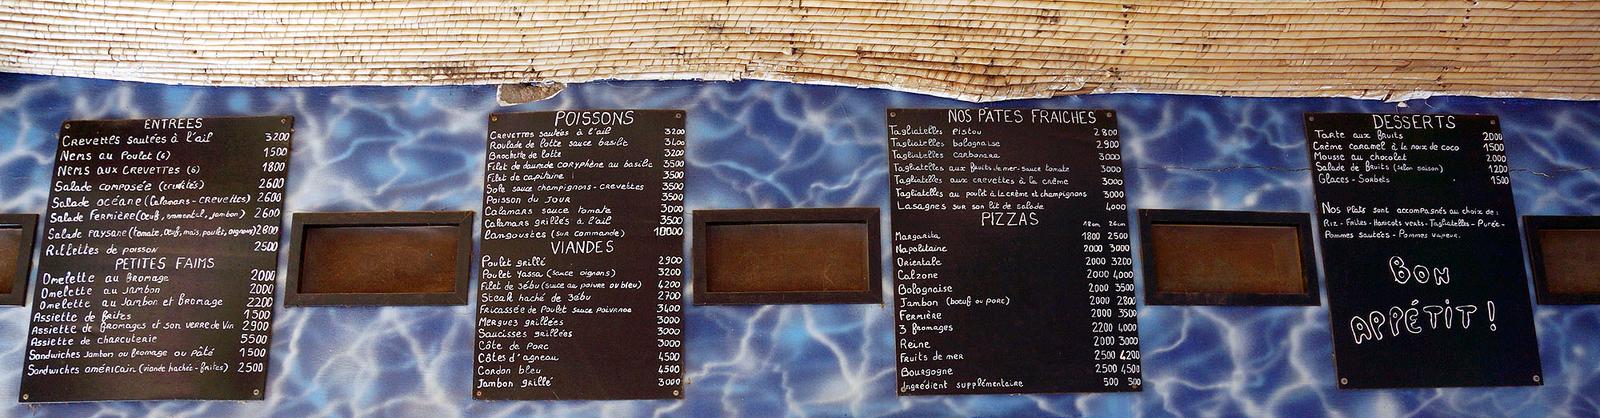 ENTREES
Crevettes sautées à l'ail 3200
Nems au Poulet (6) 1500
Nems aux Crevettes (6) 1800
Salade composée (crudités) 2600
Salade océane (Calamars-Crevettes) 2600
Salade Fermière (Œuf, emmental, jambon) 2600
Salade Paysane (tomate, Œuf, maïs, poulet, oignons) 2800
Rillettes de poisson 2500
PETITES FAIMS
Omelette au fromage 2000
Omelette au Jambon 2000
Omelette au Jambon et Fromage 2200
Assiette de frites 1500
Assiette de fromages et son verre de Vin 2900
Assiette de charcuterie 5500
Sandwiches Jambon ou fromage ou Pâté 1500
Sandwiches américain (viande hachée-frites) 2500
POISSONS
Crevettes sautées à l'ail 3200
Roulade de lotte sauce basilic 3400
Brochette de lotte 3200
Filet de daurade coryphène au basilic 3500
Filet de capitaine 3500
Sole sauce champignons-crevettes 3500
Poisson du Jour 3500
Calamars sauce tomate 3000
Calamars grillés à l'ail 3500
Langoustes (sur commande) 10000
VIANDES
Poulet grillé 2900
Poulet Yassa (sauce oignons) 3200
Filet de Zébu (sauce au poivre ou bleu) 4200
Steak haché de Zébu 2700
Fricassée de Poulet sauce poivrade 3400
Merguez grillées 3000
Saucisses grillées 3000
Côte de Porc 3000
Côtes d'agneau 4500
Cordon bleu 4500
Jambon grillé 3000
NOS PÂTES FRAICHES
Tagliatelles Pistou 2800
Tagliatelles bolognaise 2900
Tagliatelles carbonara 3000
Tagliatelles aux fruits de mer-sauce tomate 3000
Tagliatelles aux crevettes à la crème 3000
Tagliatelles au poulet à la crème et champignons 3000
Lasagnes sur son lit de salade 4000
PIZZAS
26cm
Margarita 1800 2500
Napolitaine 2000 3000
Orientale 2000 3200
Calzone 2000 4000
Bolognaise 2000 3500
Jambon (bœuf ou porc) 2000 2800
Fermière 2000 3500
3 fromages 2200 4000
Reine 2000 3000
Fruits de mer 2500 4200
Bourgogne 2500 4500
Ingrédient supplémentaire 500 500
DESSERTS
Tarte aux fruits 2000
Crème caramel à la noix de coco 1500
Mousse au chocolat 2000
Salade de fruits (selon saison) 1200
Glaces-Sorbets 1500
Nos Plats sont accompagnés au choix de:
Riz-Frites-Haricots verts-Tagliatelles-Purée-
Pommes sautées-Pommes vapeur.
BON
APPÉTIT!